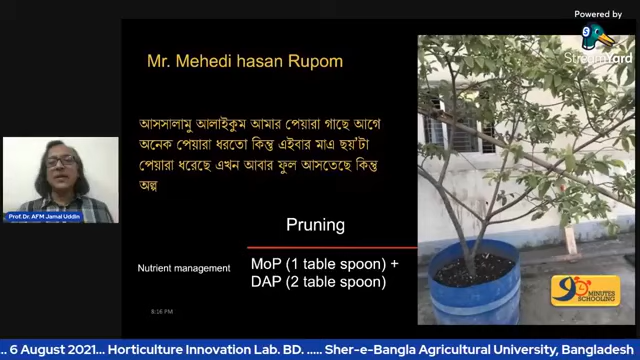 Powered by
StreamYard
Mr. Mehedi hasan Rupom
আসসালামু আলাইকুম আমার পেয়ারা গাছে আগে
অনেক পেয়ারা ধরতো কিন্তু এইবার মাএ ছয়'টা
পেয়ারা ধরেছে এখন আবার ফুল আসতেছে কিন্তু
অল্প
Prof.Dr. AFM Jamal Uddin
Pruning
Nutrient management
MoP (1 table spoon) +
DAP (2 table spoon)
8:16 PM
9 MINUTES
SCHOOLING
.. 6 August 2021... Horticulture Innovation Lab. BD. ..... Sher-e-Bangla Agricultural University, Bangladesh